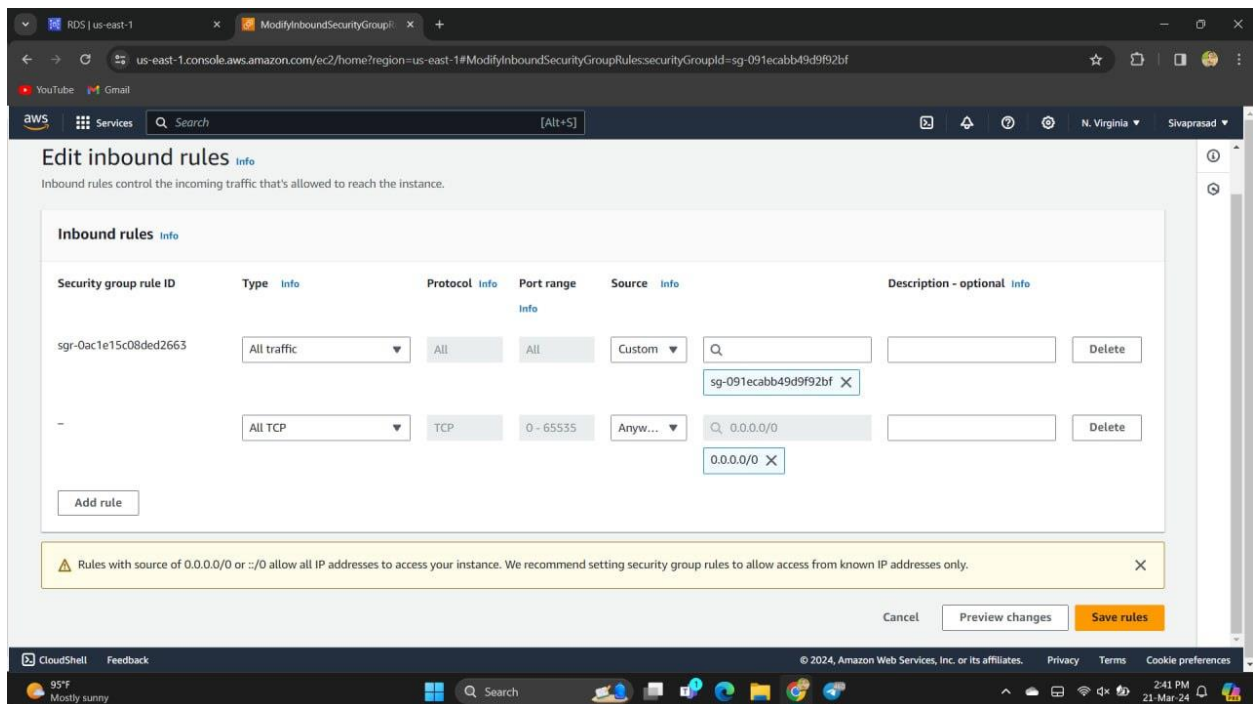 RDS | us-east-1
ModifyInboundSecurityGroupR
us-east-1.console.aws.amazon.com/ec2/home?region=us-east-1#ModifyInboundSecurityGroupRules:securityGroupId=sg-091ecabb49d9f92bf
YouTube Gmail
aws Services Search [Alt+S] N. Virginia Sivaprasad
Edit inbound rules Info
Inbound rules control the incoming traffic that's allowed to reach the instance.
Inbound rules Info
Security group rule ID Type Info Protocol Info Port range Info Source Info Description - optional Info
sgr-0ac1e15c08ded2663 All traffic All All Custom Delete
sg-091ecabb49d9f92bf
– All TCP TCP 0 - 65535 Anyw... 0.0.0.0/0 Delete
0.0.0.0/0
Add rule
Rules with source of 0.0.0.0/0 or ::/0 allow all IP addresses to access your instance. We recommend setting security group rules to allow access from known IP addresses only.
Cancel Preview changes Save rules
CloudShell Feedback © 2024, Amazon Web Services, Inc. or its affiliates. Privacy Terms Cookie preferences
95°F
Mostly sunny
Search
2:41 PM
21-Mar-24